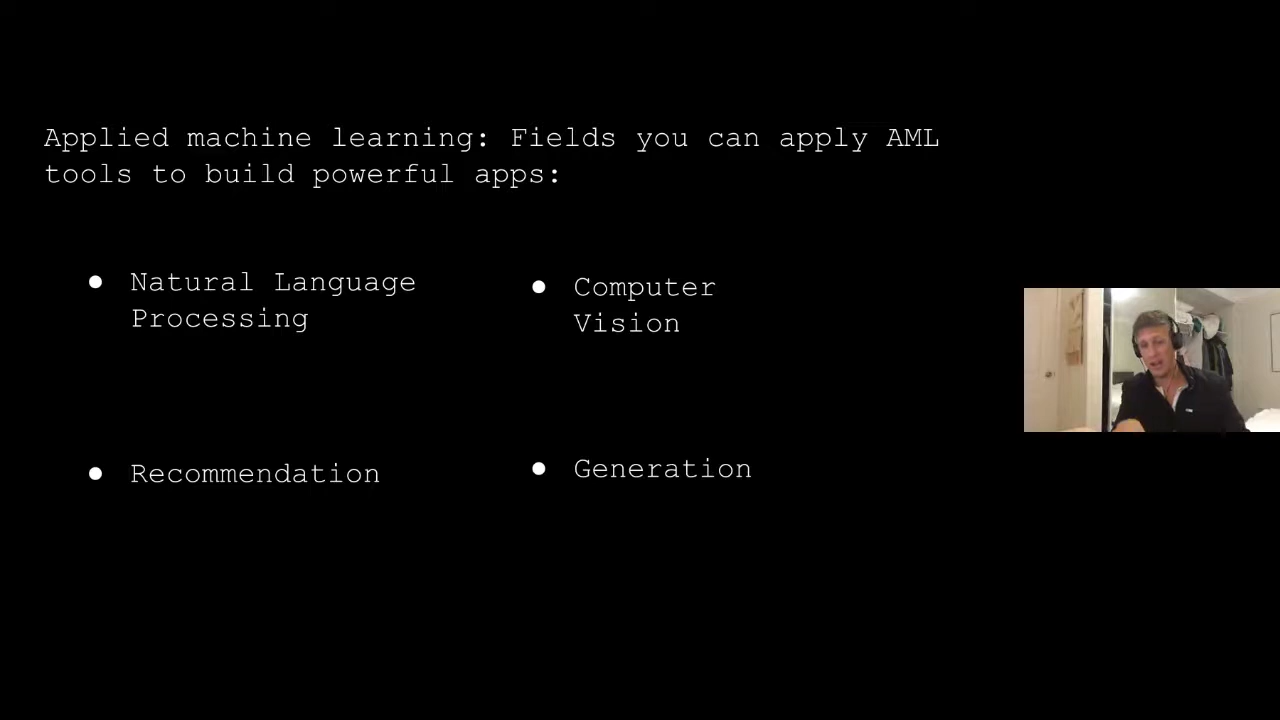 Applied machine learning: Fields you can apply AML
tools to build powerful apps:
● Natural Language
Processing
● Computer
Vision
● Recommendation
● Generation